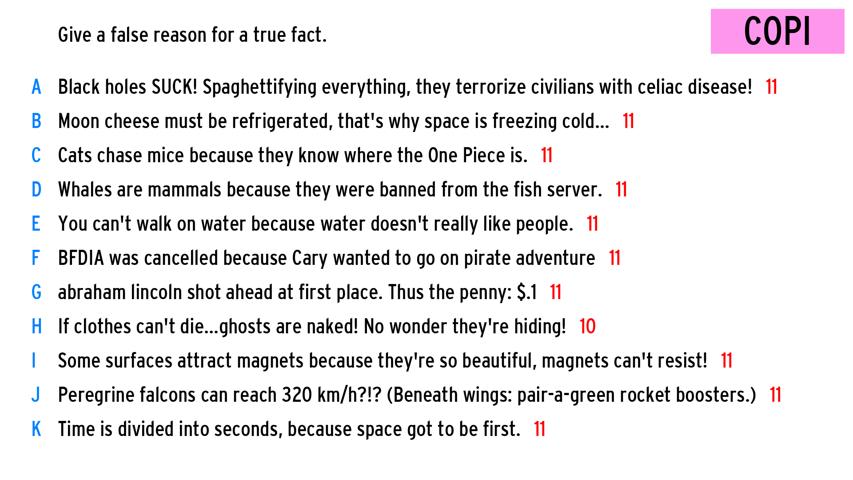 Give a false reason for a true fact.
COPI
A Black holes SUCK! Spaghettifying everything, they terrorize civilians with celiac disease! 11
B Moon cheese must be refrigerated, that's why space is freezing cold... 11
C Cats chase mice because they know where the One Piece is. 11
D Whales are mammals because they were banned from the fish server. 11
E You can't walk on water because water doesn't really like people. 11
F BFDIA was cancelled because Cary wanted to go on pirate adventure 11
G abraham lincoln shot ahead at first place. Thus the penny: $.1 11
H If clothes can't die...ghosts are naked! No wonder they're hiding! 10
I Some surfaces attract magnets because they're so beautiful, magnets can't resist! 11
J Peregrine falcons can reach 320 km/h?!? (Beneath wings: pair-a-green rocket boosters.) 11
K Time is divided into seconds, because space got to be first. 11